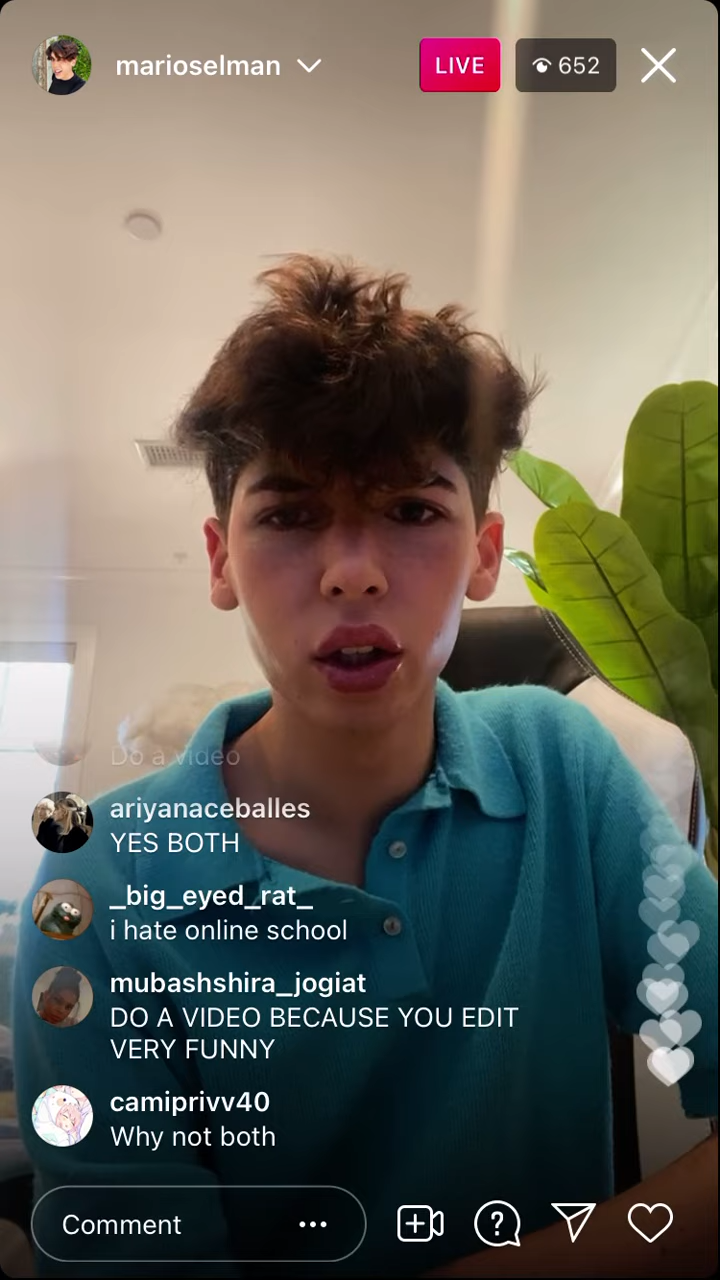 marioselman
LIVE
652
Do a video
ariyanaceballes
YES BOTH
_big_eyed_rat_
i hate online school
mubashshira_jogiat
DO A VIDEO BECAUSE YOU EDIT
VERY FUNNY
camiprivv40
Why not both
Comment